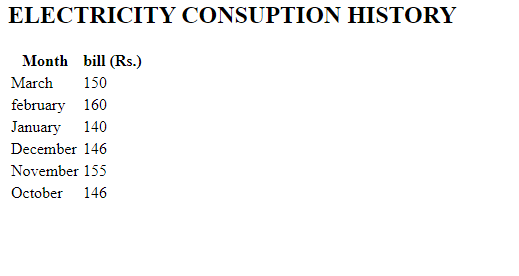 ELECTRICITY CONSUPTION HISTORY
Month bill (Rs.)
March 150
february 160
January 140
December 146
November 155
October 146